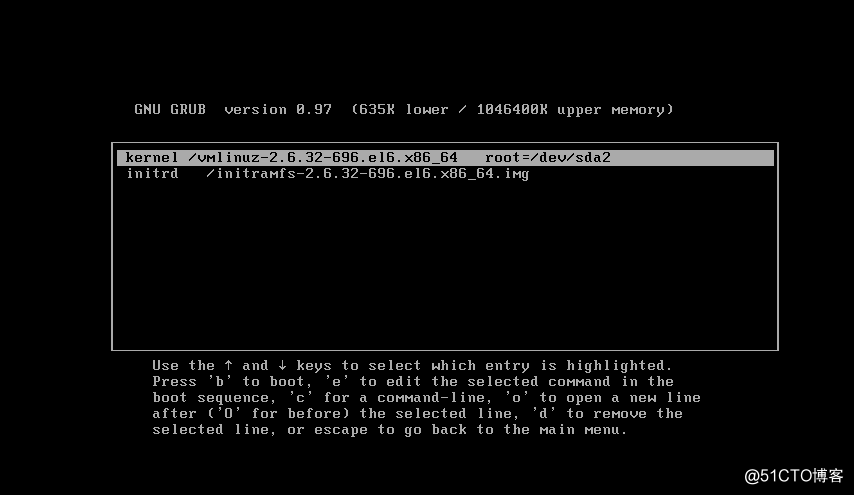 GNU GRUB  version 0.97  (635K lower / 1046400K upper memory)
kernel /vmlinuz-2.6.32-696.el6.x86_64   root=/dev/sda2
initrd   /initramfs-2.6.32-696.el6.x86_64.img
Use the ↑ and ↓ keys to select which entry is highlighted.
Press 'b' to boot, 'e' to edit the selected command in the
boot sequence, 'c' for a command-line, 'o' to open a new line
after ('O' for before) the selected line, 'd' to remove the
selected line, or escape to go back to the main menu.
@51CTO博客